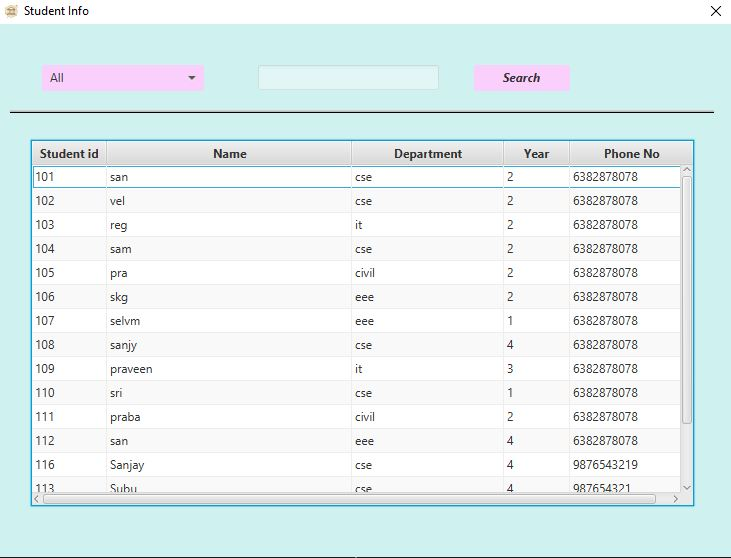 Student Info
All Search
Student id Name Department Year Phone No
101 san cse 2 6382878078
102 vel cse 2 6382878078
103 reg it 2 6382878078
104 sam cse 2 6382878078
105 pra civil 2 6382878078
106 skg eee 2 6382878078
107 selvm eee 1 6382878078
108 sanjy cse 4 6382878078
109 praveen it 3 6382878078
110 sri cse 1 6382878078
111 praba civil 2 6382878078
112 san eee 4 6382878078
116 Sanjay cse 4 9876543219
113 Subu cse 4 987654321